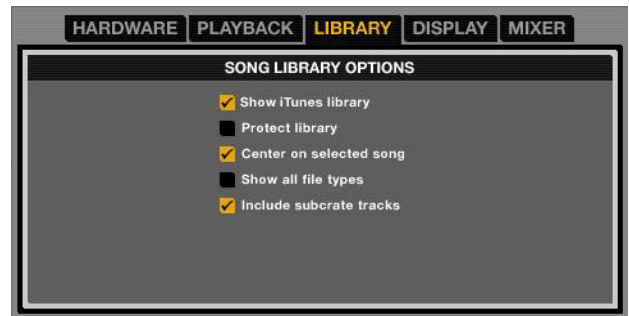 HARDWARE PLAYBACK LIBRARY DISPLAY MIXER
SONG LIBRARY OPTIONS
Show iTunes library
Protect library
Center on selected song
Show all file types
Include subcrate tracks